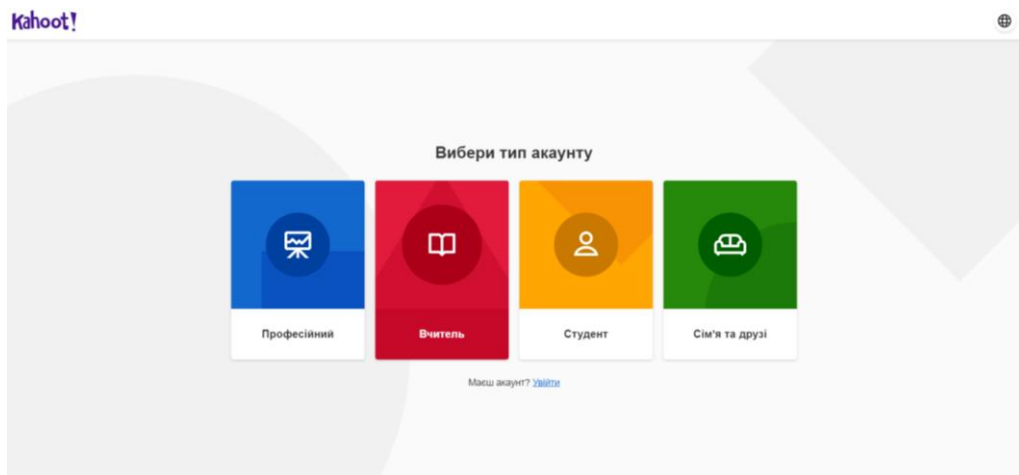 Kahoot!
Вибери тип акаунту
Професійний
Вчитель
Студент
Сім'я та друзі
Маєш акаунт? Увійти